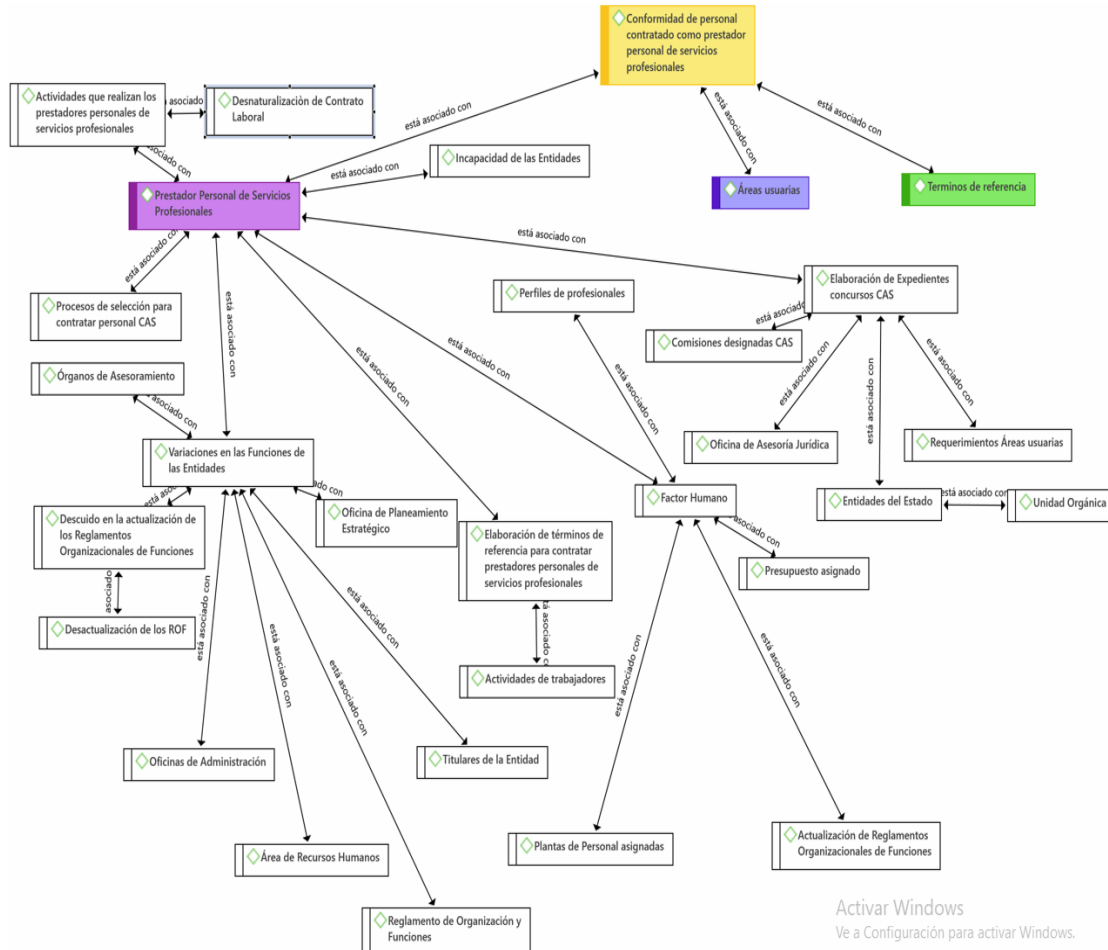 Conformidad de personal
contratado como prestador
personal de servicios
profesionales
Actividades que realizan los
prestadores personales de
servicios profesionales
asociado
Desnaturalización de Contrato
Laboral
está asociado con
está asociado con
está asociado con
asociado con
está asociado con
Incapacidad de las Entidades
Prestador Personal de Servicios
Profesionales
Áreas usuarias
Terminos de referencia
está asociado con
está asociado con
Elaboración de Expedientes
concursos CAS
Perfiles de profesionales
Procesos de selección para
contratar personal CAS
está asociado con
está asociado
Comisiones designadas CAS
está asociado con
está asociado con
Órganos de Asesoramiento
asociado con
está asociado con
está asociado con
está asociado con
está asociado con
Variaciones en las Funciones de
las Entidades
Oficina de Asesoría Jurídica
Requerimientos Áreas usuarias
está
asociado con
Factor Humano
Entidades del Estado
está asociado con
Unidad Orgánica
Descuido en la actualización de
los Reglamentos
Organizacionales de Funciones
Oficina de Planeamiento
Estratégico
Elaboración de términos de
referencia para contratar
prestadores personales de
servicios profesionales
asociado con
Presupuesto asignado
asociado
Desactualización de los ROF
está asociado con
está asociado con
está asociado con
está asociado con
está asociado
Actividades de trabajadores
está asociado con
está asociado con
Oficinas de Administración
Titulares de la Entidad
Área de Recursos Humanos
Plantas de Personal asignadas
Actualización de Reglamentos
Organizacionales de Funciones
Reglamento de Organización y
Funciones
Activar Windows
Ve a Configuración para activar Windows.